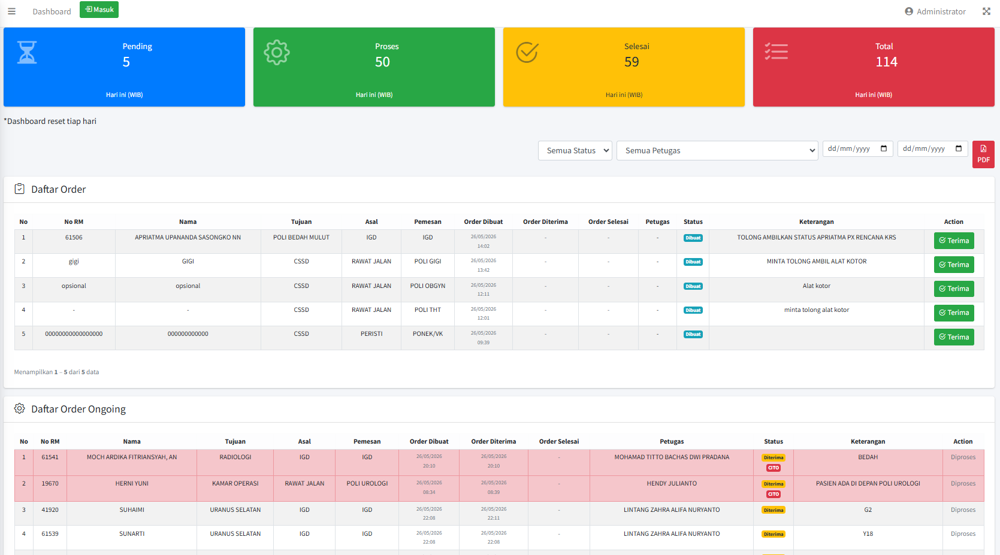 Dashboard Masuk Administrator
Pending
5
Hari ini (WIB)
Proses
50
Hari ini (WIB)
Selesai
59
Hari ini (WIB)
Total
114
Hari ini (WIB)
*Dashboard reset tiap hari
Semua Status Semua Petugas dd/mm/yyyy dd/mm/yyyy PDF
Daftar Order
No No RM Nama Tujuan Asal Pemesan Order Dibuat Order Diterima Order Selesai Petugas Status Keterangan Action
1 61506 APRIATMA UPANANDA SASONGKO NN POLI BEDAH MULUT IGD IGD 26/05/2026 14:02 - - - Dibuat TOLONG AMBILKAN STATUS APRIATMA PX RENCANA KRS Terima
2 gigi GIGI CSSD RAWAT JALAN POLI GIGI 26/05/2026 13:42 - - - Dibuat MINTA TOLONG AMBIL ALAT KOTOR Terima
3 opsional opsional CSSD RAWAT JALAN POLI OBGYN 26/05/2026 12:11 - - - Dibuat Alat kotor Terima
4 - - CSSD RAWAT JALAN POLI THT 26/05/2026 12:01 - - - Dibuat minta tolong alat kotor Terima
5 00000000000000000 000000000000 CSSD PERISTI PONEK/VK 26/05/2026 09:39 - - - Dibuat Terima
Menampilkan 1 – 5 dari 5 data
Daftar Order Ongoing
No No RM Nama Tujuan Asal Pemesan Order Dibuat Order Diterima Order Selesai Petugas Status Keterangan Action
1 61541 MOCH ARDIKA FITRIANSYAH, AN RADIOLOGI IGD IGD 26/05/2026 20:10 26/05/2026 20:10 - MOHAMAD TITTO BACHAS DWI PRADANA Diterima CITO BEDAH Diproses
2 19670 HERNI YUNI KAMAR OPERASI RAWAT JALAN POLI UROLOGI 26/05/2026 08:34 26/05/2026 08:39 - HENDY JULIANTO Diterima CITO PASIEN ADA DI DEPAN POLI UROLOGI Diproses
3 41920 SUHAIMI URANUS SELATAN IGD IGD 26/05/2026 22:08 26/05/2026 22:11 - LINTANG ZAHRA ALIFA NURYANTO Diterima G2 Diproses
4 61539 SUNARTI URANUS SELATAN IGD IGD 26/05/2026 22:08 26/05/2026 22:08 - LINTANG ZAHRA ALIFA NURYANTO Diterima Y18 Diproses